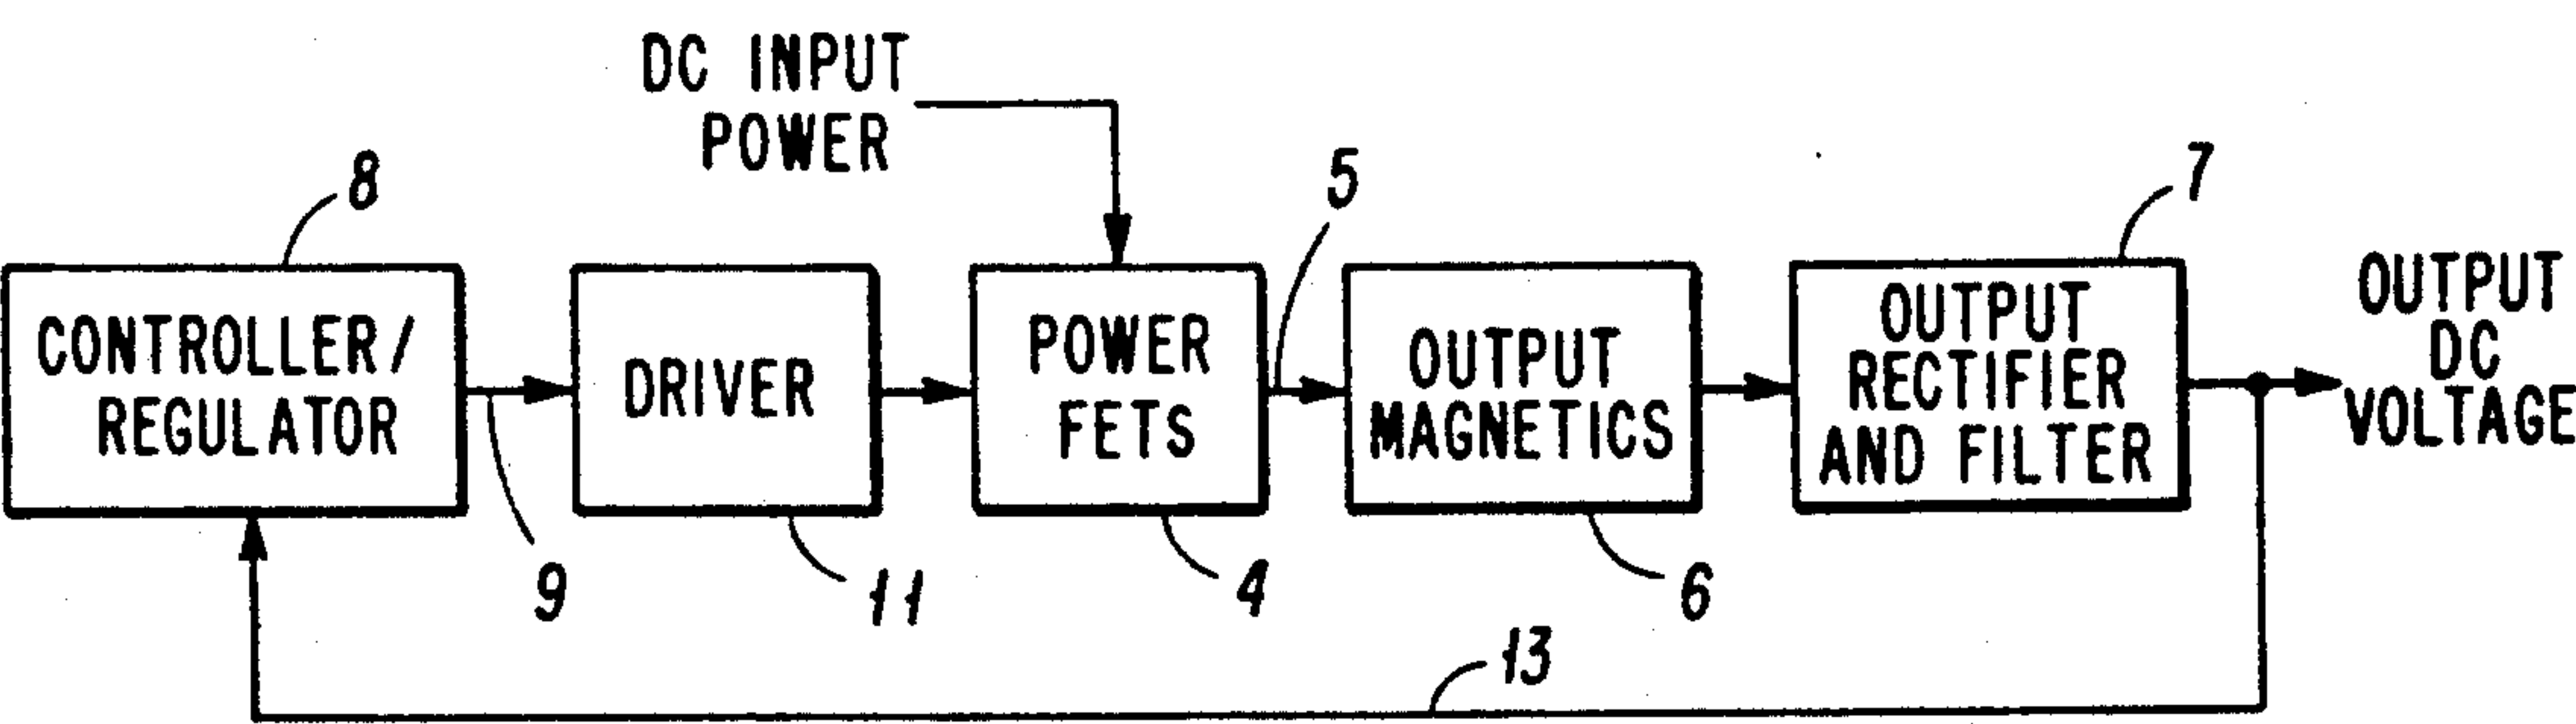 DC INPUT
POWER
8
5
7
CONTROLLER/
REGULATOR
DRIVER
POWER
FETS
OUTPUT
MAGNETICS
OUTPUT
RECTIFIER
AND FILTER
OUTPUT
DC
VOLTAGE
9
11
4
6
13